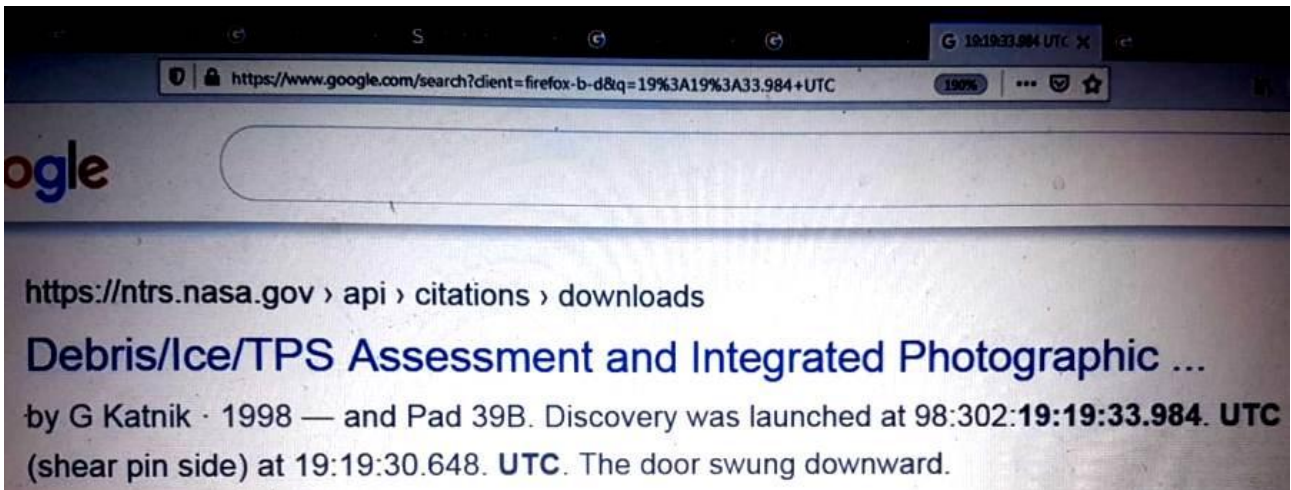 G 19:19:33.984 UTC
https://www.google.com/search?client=firefox-b-d&q=19%3A19%3A33.984+UTC 190%
ogle
https://ntrs.nasa.gov › api › citations › downloads
Debris/Ice/TPS Assessment and Integrated Photographic ...
by G Katnik · 1998 — and Pad 39B. Discovery was launched at 98:302:19:19:33.984. UTC
(shear pin side) at 19:19:30.648. UTC. The door swung downward.